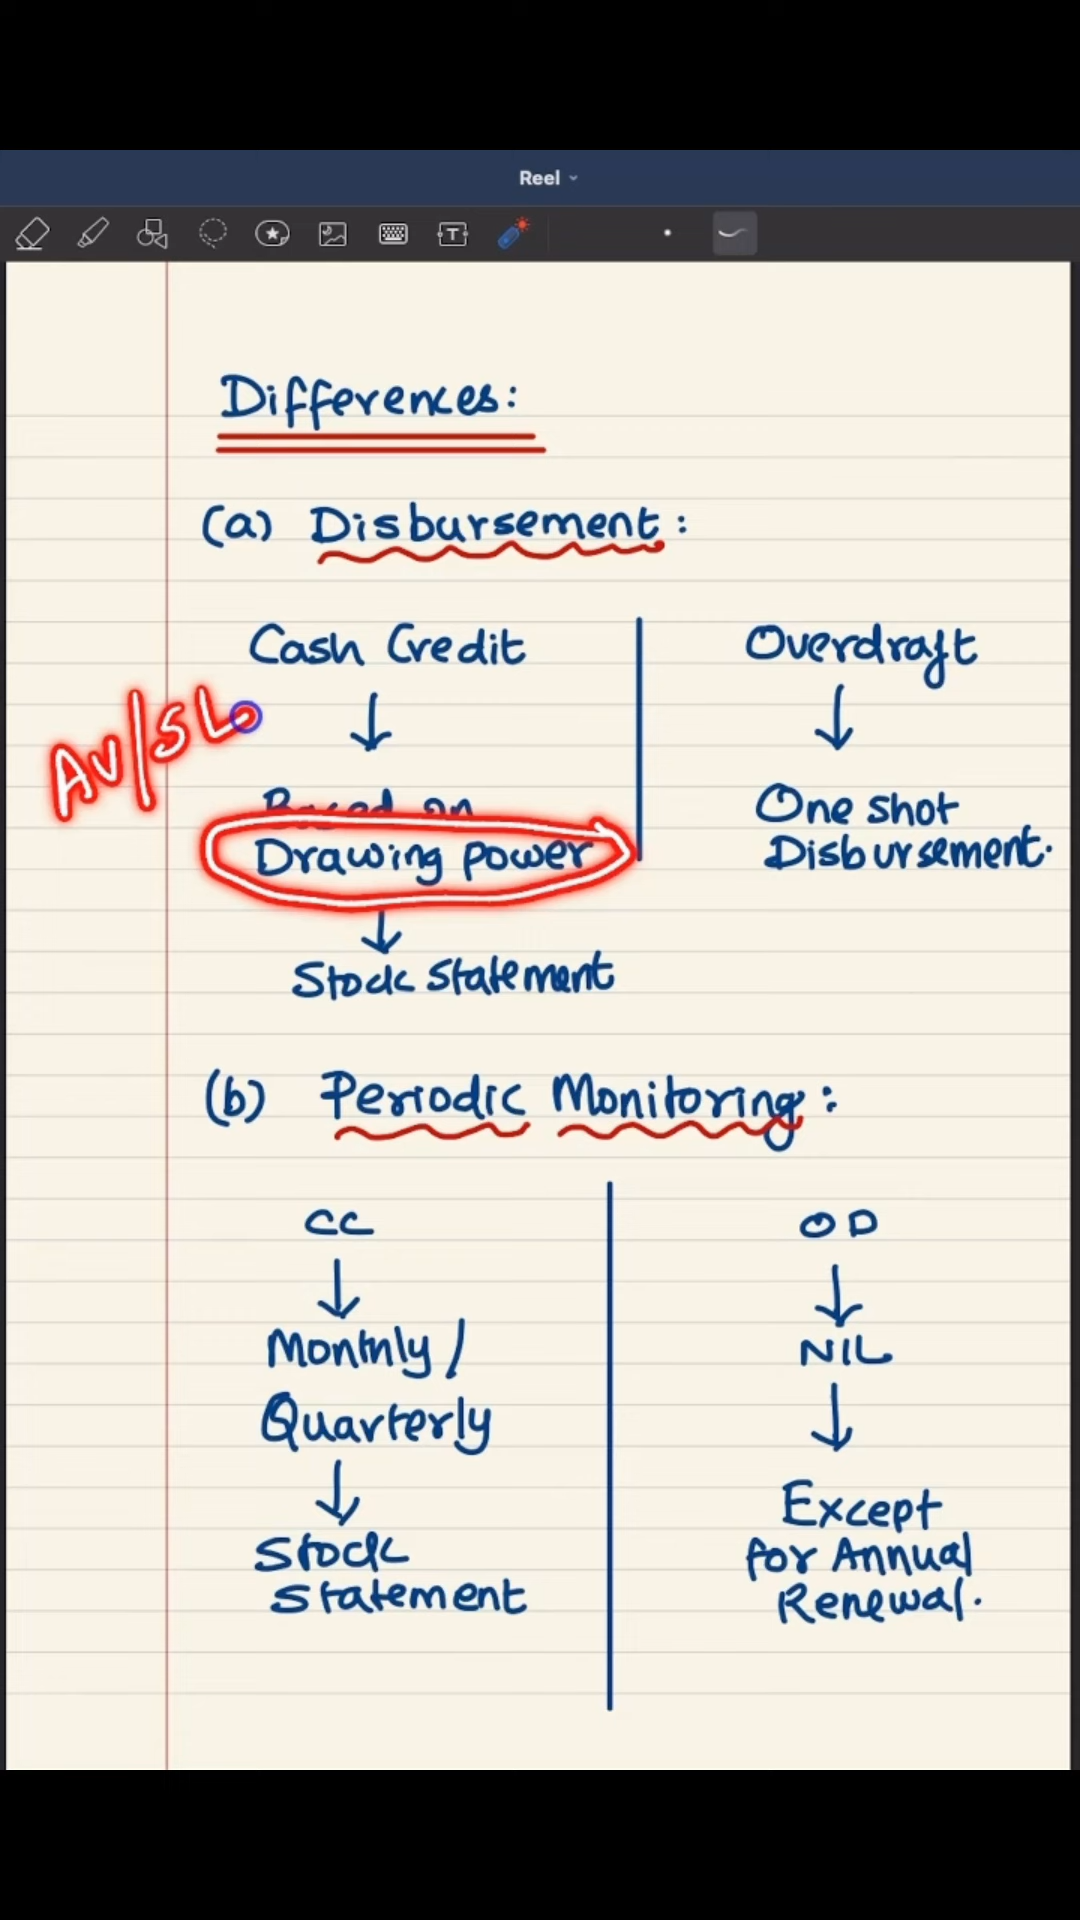 Reel
Differences:
(a) Disbursement:
Cash Credit
Overdraft
AV/SL
Based on
Drawing power
One shot
Disbursement.
Stock Statement
(b) Periodic Monitoring:
CC
OD
Monthly/
NIL
Quarterly
Stock
Statement
Except
for Annual
Renewal.